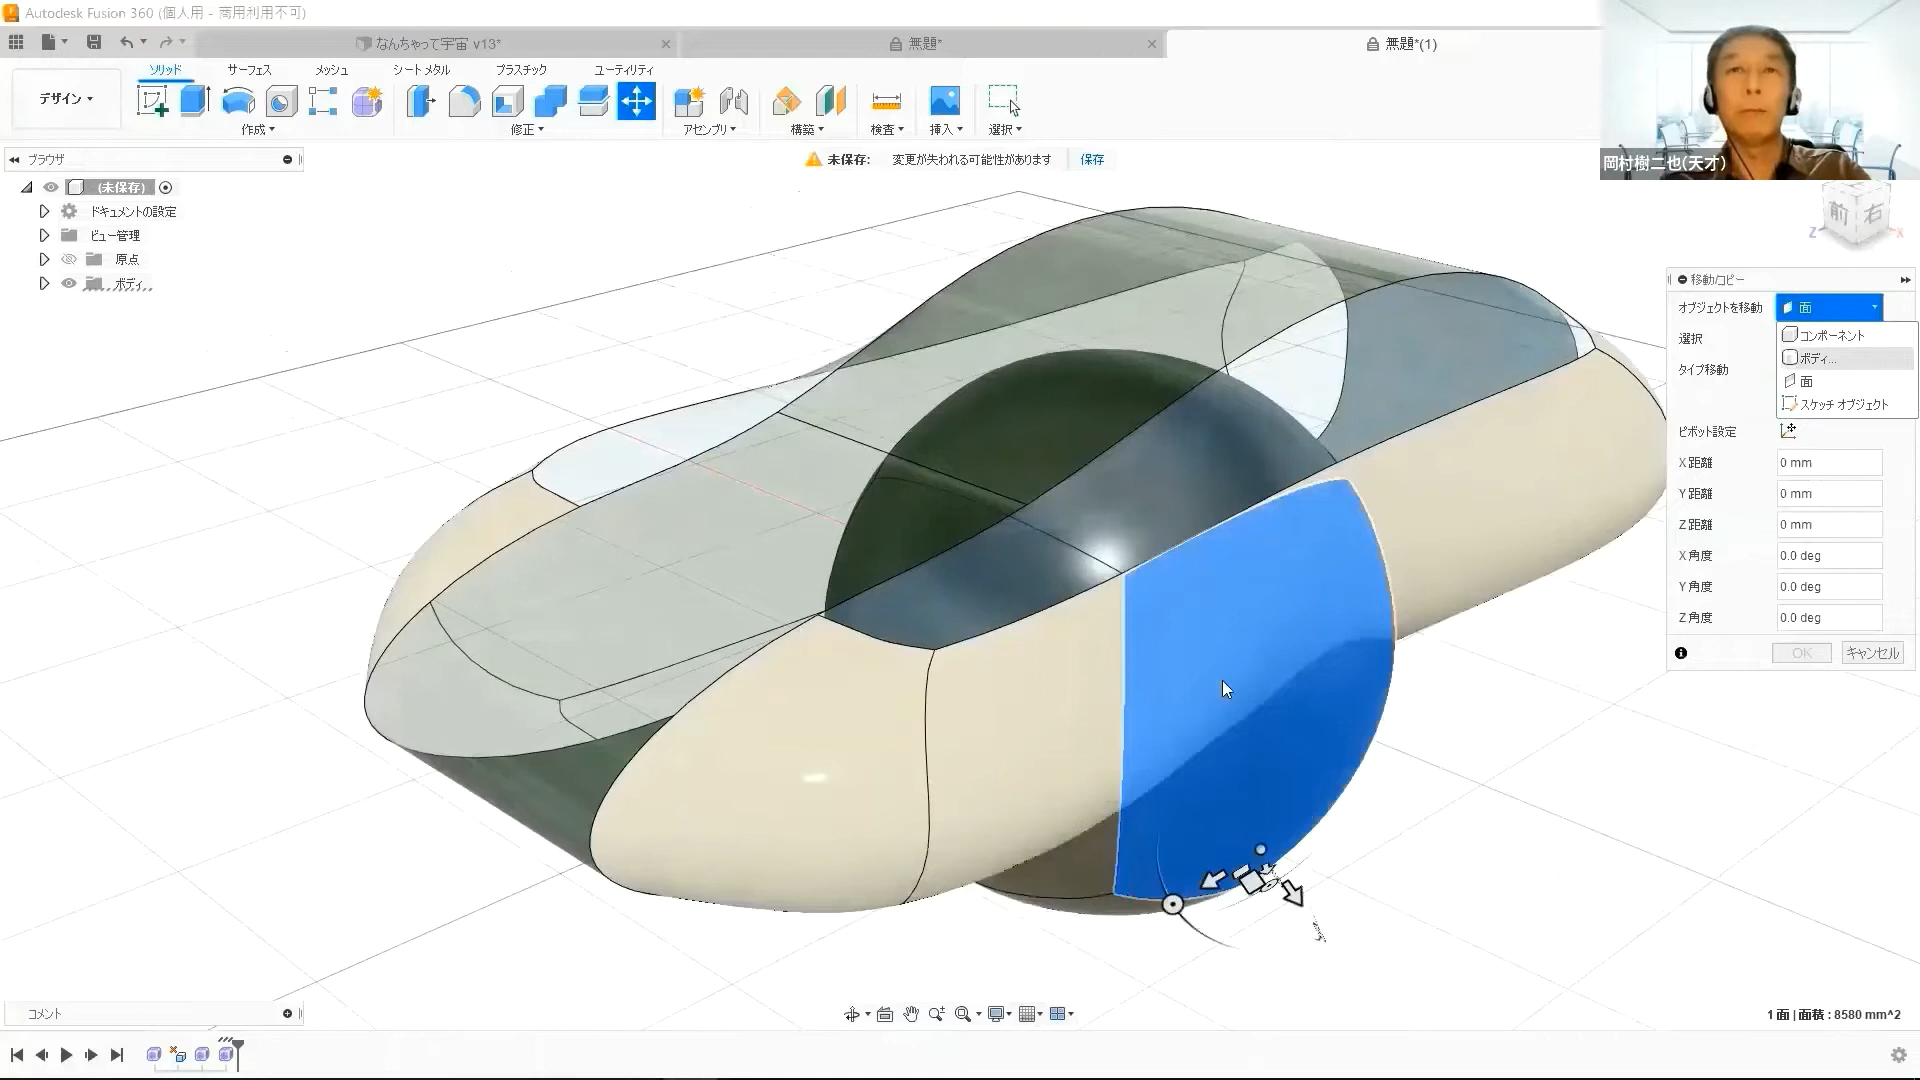 Autodesk Fusion 360 (個人用 - 商用利用不可)
なんちゃって宇宙 v13*
無題*
無題*(1)
ソリッド
サーフェス
メッシュ
シート メタル
プラスチック
ユーティリティ
デザイン
作成
修正
アセンブリ
構築
検査
挿入
選択
ブラウザ
未保存:
変更が失われる可能性があります
保存
岡村樹二也(天才)
(未保存)
ドキュメントの設定
ビュー管理
原点
ボディ
前
右
Z
X
移動/コピー
オブジェクトを移動
面
選択
コンポーネント
ボディ...
タイプ移動
面
スケッチ オブジェクト
ピボット設定
X 距離
0 mm
Y 距離
0 mm
Z 距離
0 mm
X 角度
0.0 deg
Y 角度
0.0 deg
Z 角度
0.0 deg
OK
キャンセル
コメント
1 面 | 面積 : 8580 mm^2